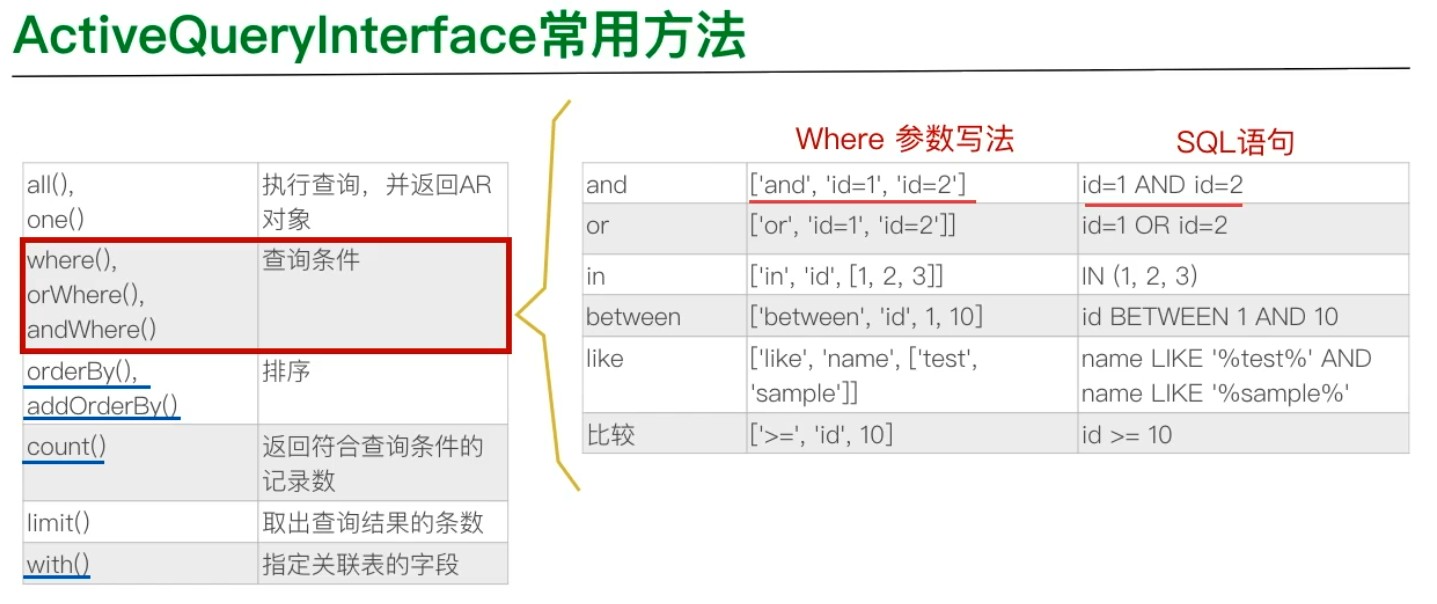 ActiveQueryInterface常用方法
all(),
one()
执行查询，并返回AR
对象
where(),
orWhere(),
andWhere()
查询条件
orderBy(),
addOrderBy()
排序
count()
返回符合查询条件的
记录数
limit()
取出查询结果的条数
with()
指定关联表的字段
Where 参数写法
SQL语句
and
['and', 'id=1', 'id=2']
id=1 AND id=2
or
['or', 'id=1', 'id=2']]
id=1 OR id=2
in
['in', 'id', [1, 2, 3]]
IN (1, 2, 3)
between
['between', 'id', 1, 10]
id BETWEEN 1 AND 10
like
['like', 'name', ['test',
'sample']]
name LIKE '%test%' AND
name LIKE '%sample%'
比较
['>=', 'id', 10]
id >= 10